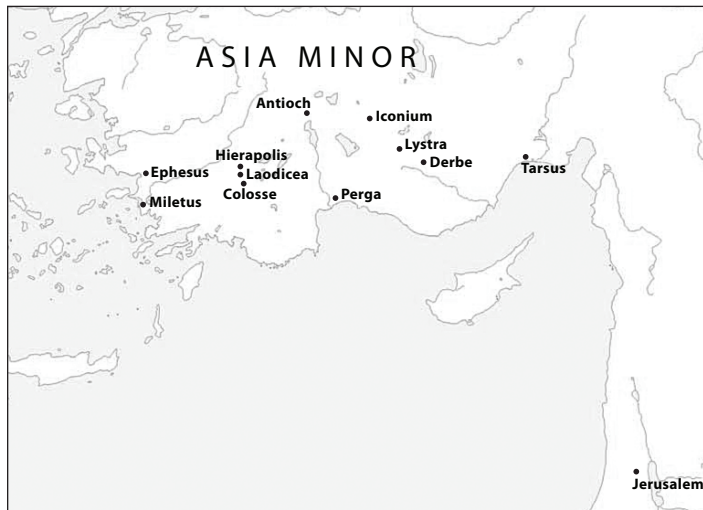 ASIA MINOR
Antioch
Iconium
Lystra
Derbe
Hierapolis
Laodicea
Colosse
Ephesus
Miletus
Perga
Tarsus
Jerusalem